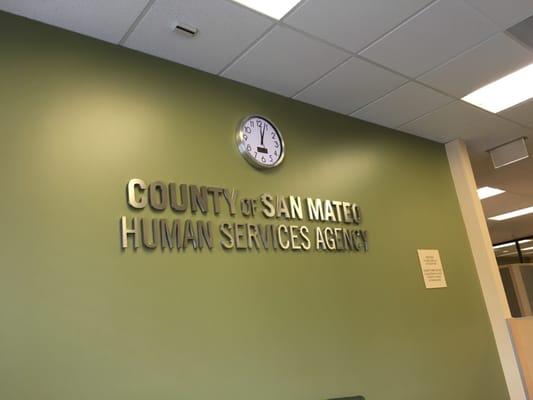 COUNTY OF SAN MATEO
HUMAN SERVICES AGENCY